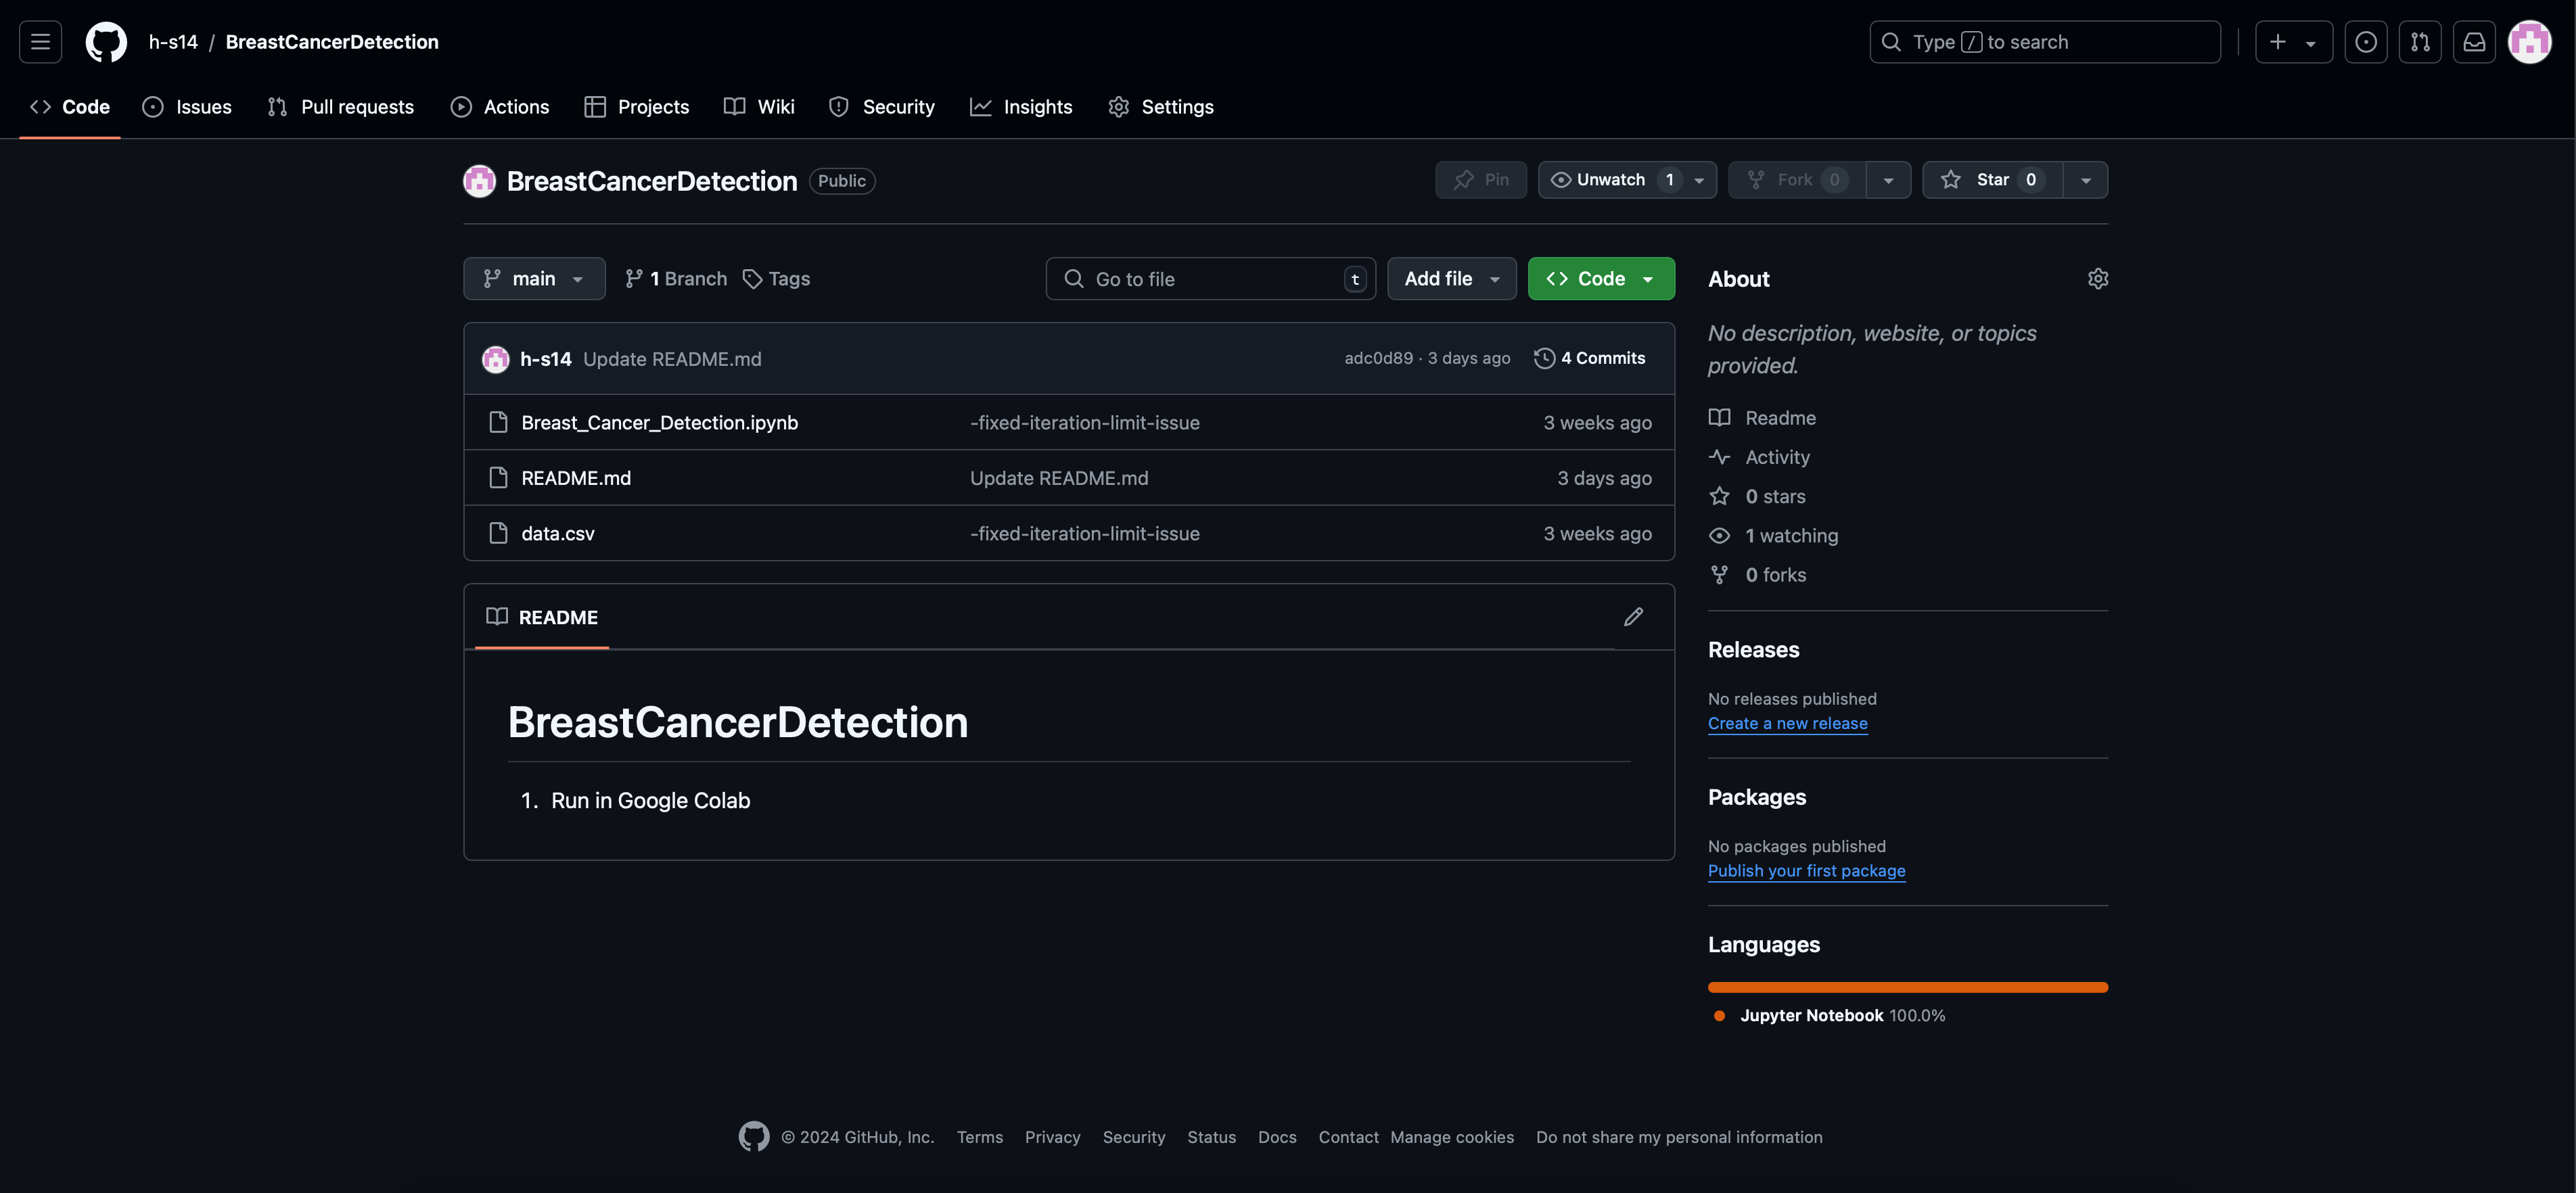 h-s14 / BreastCancerDetection
Type / to search
Code Issues Pull requests Actions Projects Wiki Security Insights Settings
BreastCancerDetection Public
Pin Unwatch 1 Fork 0 Star 0
main 1 Branch Tags Go to file t Add file Code
h-s14 Update README.md adc0d89 · 3 days ago 4 Commits
Breast_Cancer_Detection.ipynb -fixed-iteration-limit-issue 3 weeks ago
README.md Update README.md 3 days ago
data.csv -fixed-iteration-limit-issue 3 weeks ago
README
BreastCancerDetection
1. Run in Google Colab
About
No description, website, or topics
provided.
Readme
Activity
0 stars
1 watching
0 forks
Releases
No releases published
Create a new release
Packages
No packages published
Publish your first package
Languages
Jupyter Notebook 100.0%
© 2024 GitHub, Inc. Terms Privacy Security Status Docs Contact Manage cookies Do not share my personal information